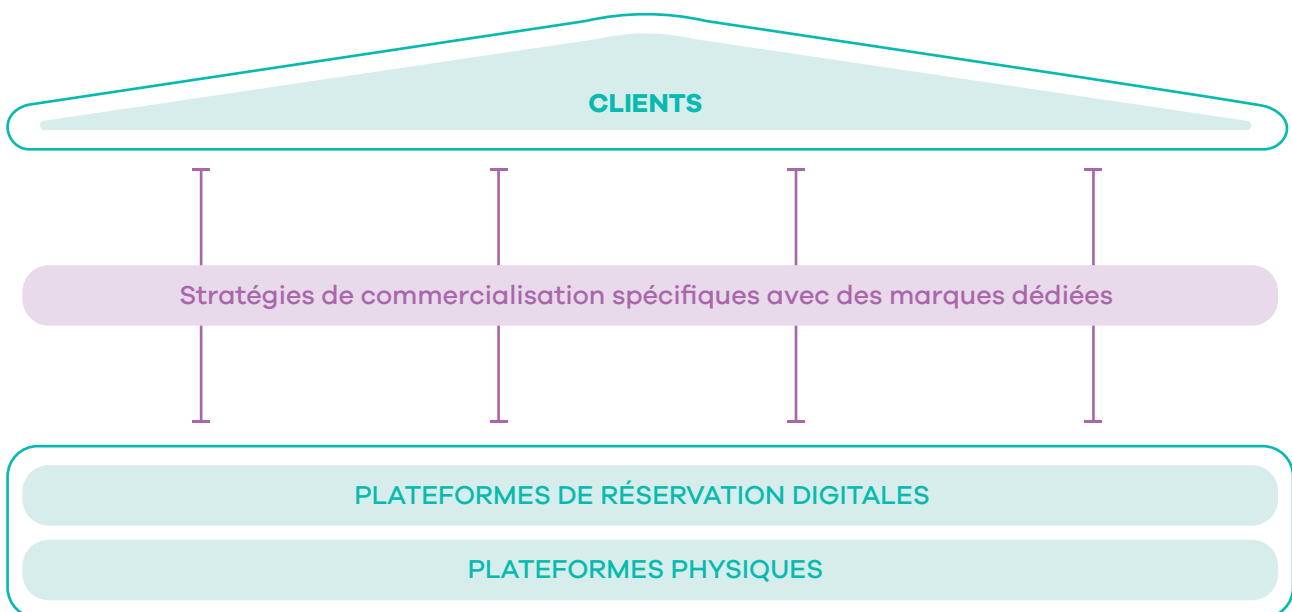 CLIENTS
Stratégies de commercialisation spécifiques avec des marques dédiées
PLATEFORMES DE RÉSERVATION DIGITALES
PLATEFORMES PHYSIQUES